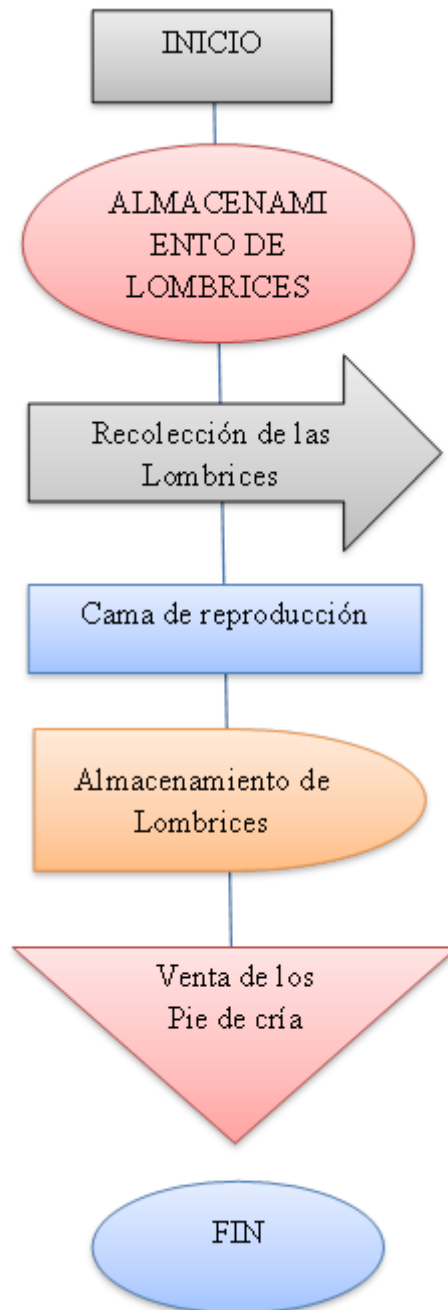 INICIO
ALMACENAMI
ENTO DE
LOMBRICES
Recolección de las
Lombrices
Cama de reproducción
Almacenamiento de
Lombrices
Venta de los
Pie de cría
FIN